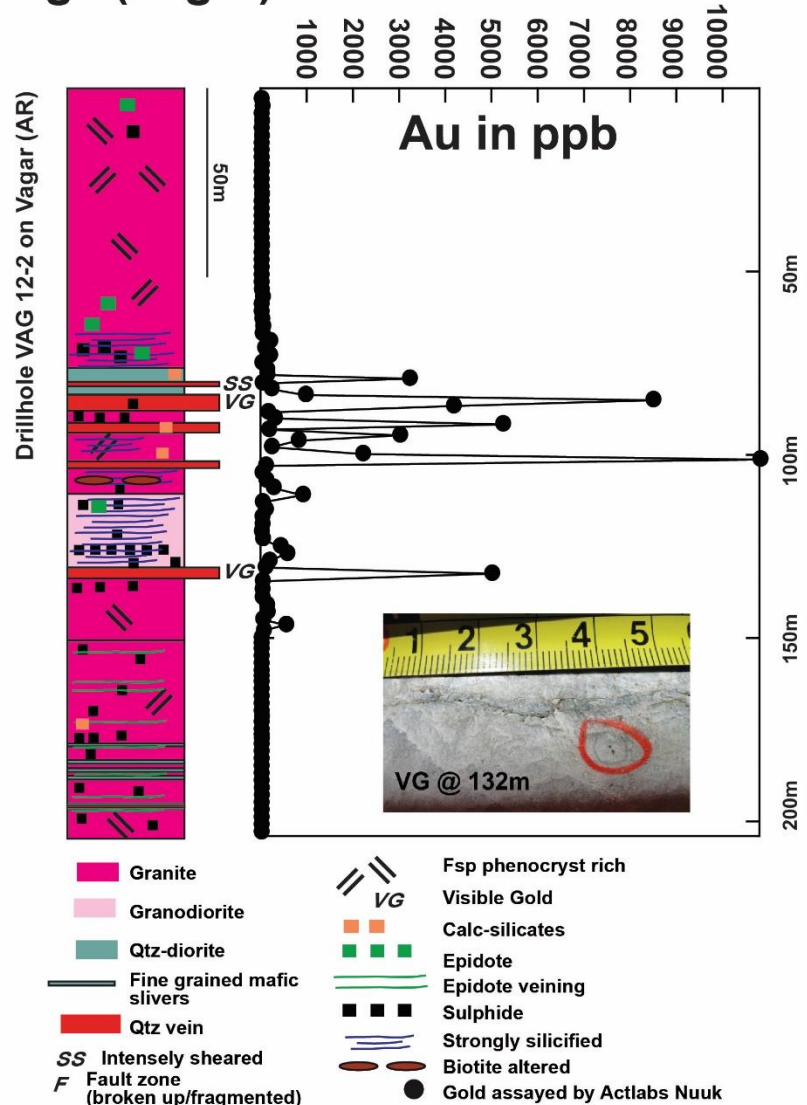 1000
2000
3000
4000
5000
6000
7000
8000
9000
10000
Au in ppb
Drillhole VAG 12-2 on Vagar (AR)
50m
50m
SS
VG
100m
VG
150m
1 2 3 4 5
VG @ 132m
200m
Granite
Granodiorite
Qtz-diorite
Fine grained mafic
slivers
Qtz vein
SS Intensely sheared
F Fault zone
(broken up/fragmented)
Fsp phenocryst rich
VG Visible Gold
Calc-silicates
Epidote
Epidote veining
Sulphide
Strongly silicified
Biotite altered
Gold assayed by Actlabs Nuuk